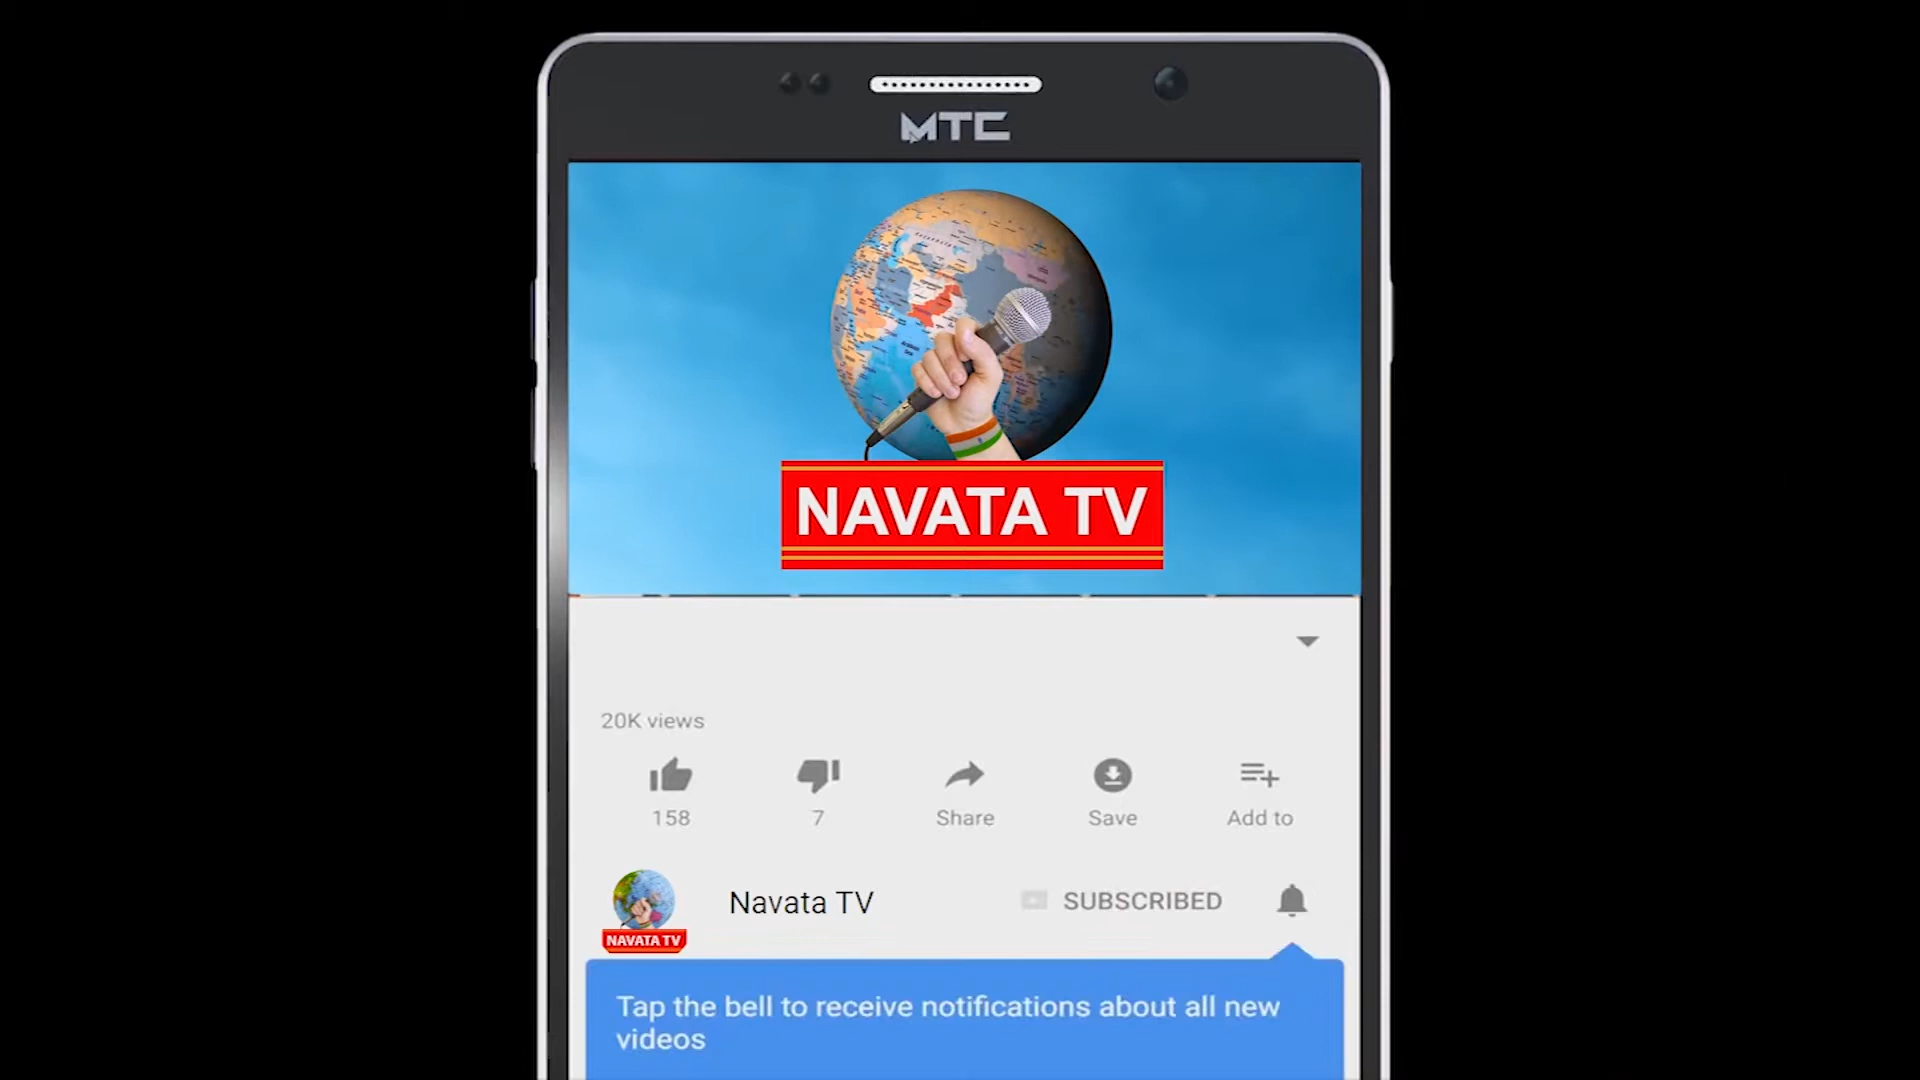 MTC
NAVATA TV
20K views
158
7
Share
Save
Add to
Navata TV
SUBSCRIBED
NAVATA TV
Tap the bell to receive notifications about all new
videos